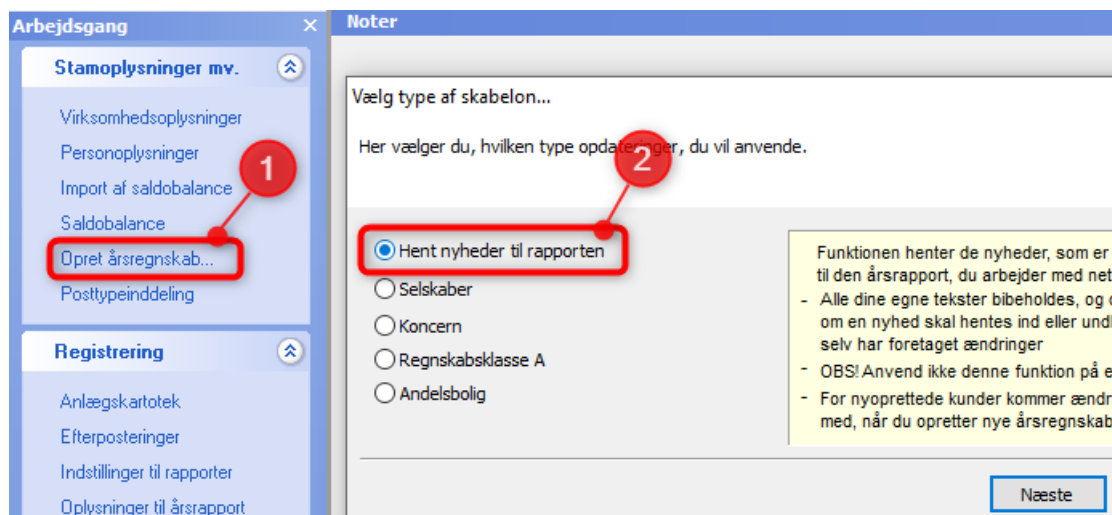 Arbejdsgang
Stamoplysninger mv.
Virksomhedsoplysninger
Personoplysninger
Import af saldobalance
Saldobalance
Opret årsregnskab...
Posttypeinddeling
Registrering
Anlægskartotek
Efterposteringer
Indstillinger til rapporter
Oplysninger til årsrapport
1
Noter
Vælg type af skabelon...
Her vælger du, hvilken type opdateringer, du vil anvende.
2
Hent nyheder til rapporten
Selskaber
Koncern
Regnskabsklasse A
Andelsbolig
Funktionen henter de nyheder, som er
til den årsrapport, du arbejder med net
- Alle dine egne tekster bibeholdes, og
om en nyhed skal hentes ind eller und
selv har foretaget ændringer
- OBS! Anvend ikke denne funktion på e
- For nyoprettede kunder kommer ændr
med, når du opretter nye årsregnskab
Næste